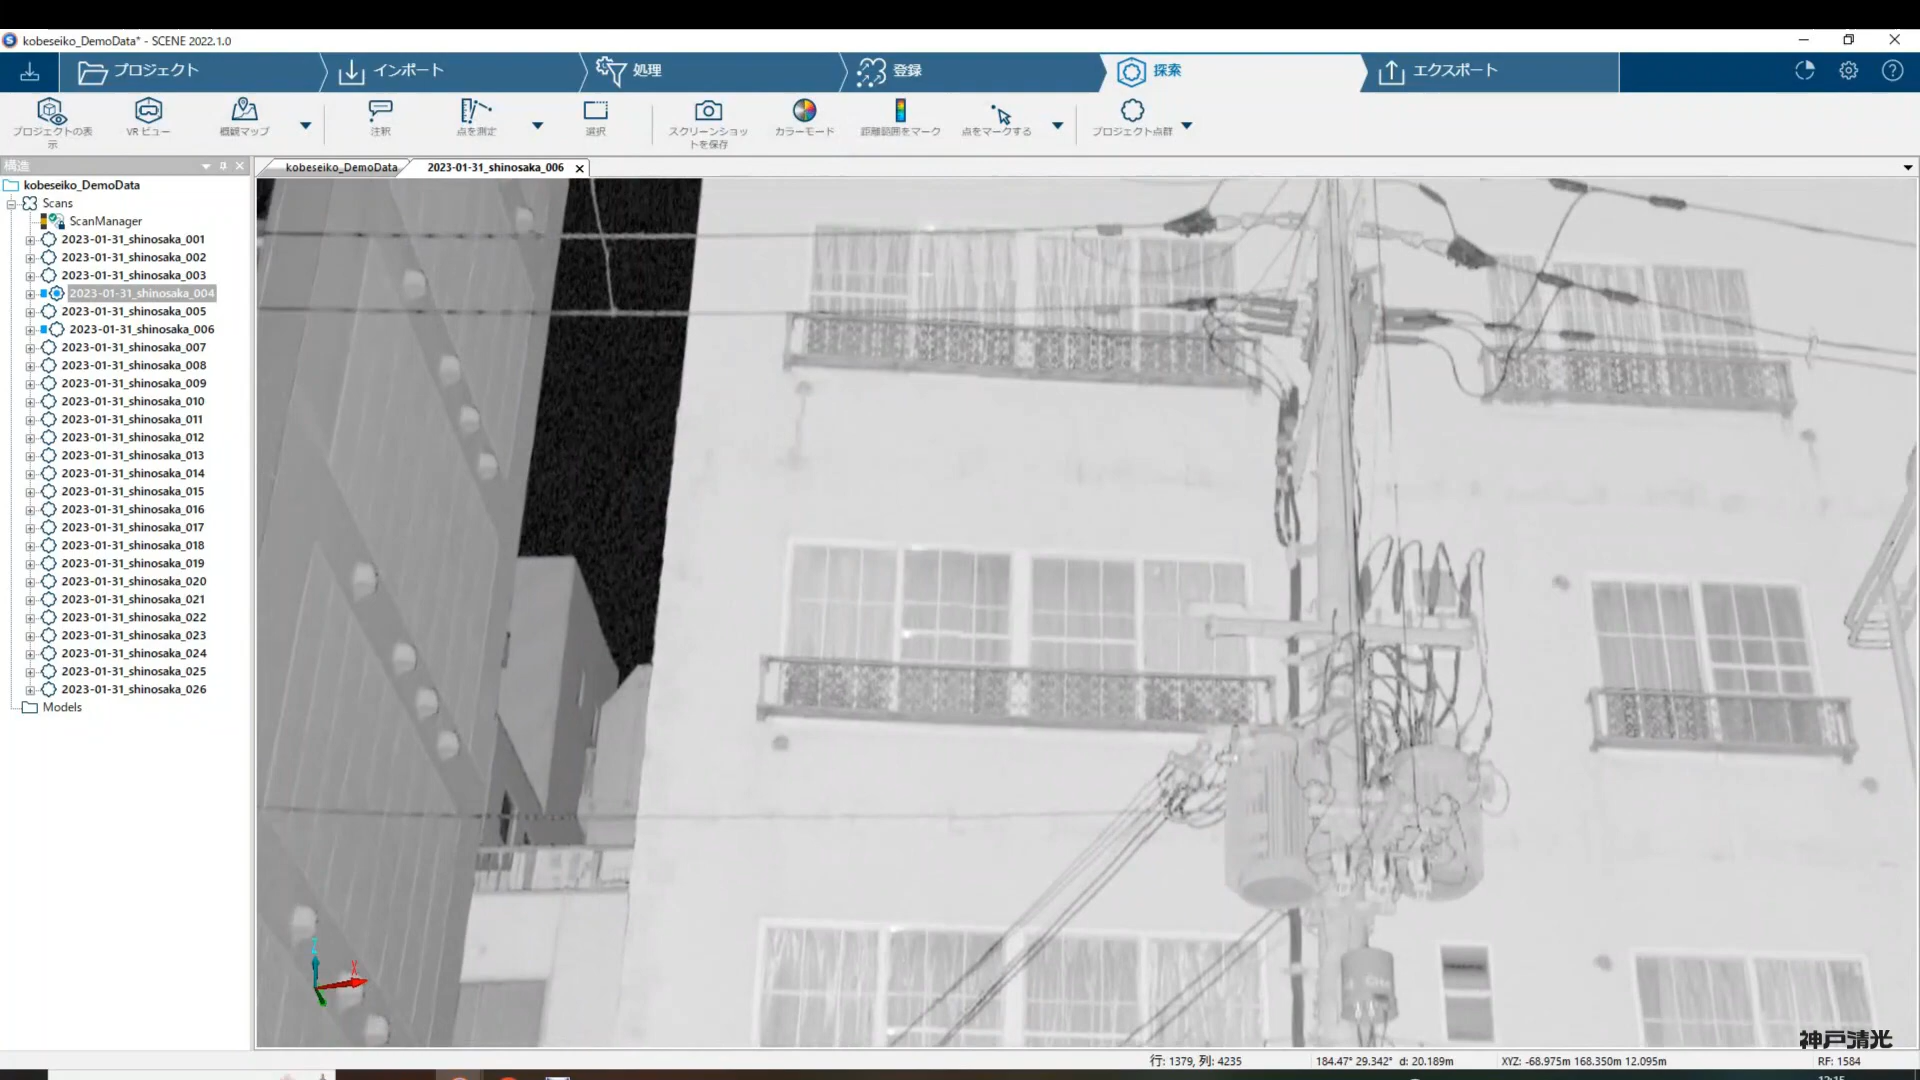 kobeseiko_DemoData* - SCENE 2022.1.0
プロジェクト
インポート
処理
登録
探索
エクスポート
プロジェクトの表示
VR ビュー
概観マップ
注釈
点を測定
選択
スクリーンショットを保存
カラーモード
距離範囲をマーク
点をマークする
プロジェクト点群
構造
kobeseiko_DemoData
2023-01-31_shinosaka_006
kobeseiko_DemoData
Scans
ScanManager
2023-01-31_shinosaka_001
2023-01-31_shinosaka_002
2023-01-31_shinosaka_003
2023-01-31_shinosaka_004
2023-01-31_shinosaka_005
2023-01-31_shinosaka_006
2023-01-31_shinosaka_007
2023-01-31_shinosaka_008
2023-01-31_shinosaka_009
2023-01-31_shinosaka_010
2023-01-31_shinosaka_011
2023-01-31_shinosaka_012
2023-01-31_shinosaka_013
2023-01-31_shinosaka_014
2023-01-31_shinosaka_015
2023-01-31_shinosaka_016
2023-01-31_shinosaka_017
2023-01-31_shinosaka_018
2023-01-31_shinosaka_019
2023-01-31_shinosaka_020
2023-01-31_shinosaka_021
2023-01-31_shinosaka_022
2023-01-31_shinosaka_023
2023-01-31_shinosaka_024
2023-01-31_shinosaka_025
2023-01-31_shinosaka_026
Models
Z
X
神戸清光
行: 1379, 列: 4235
184.47° 29.342° d: 20.189m
XYZ: -68.975m 168.350m 12.095m
RF: 1584